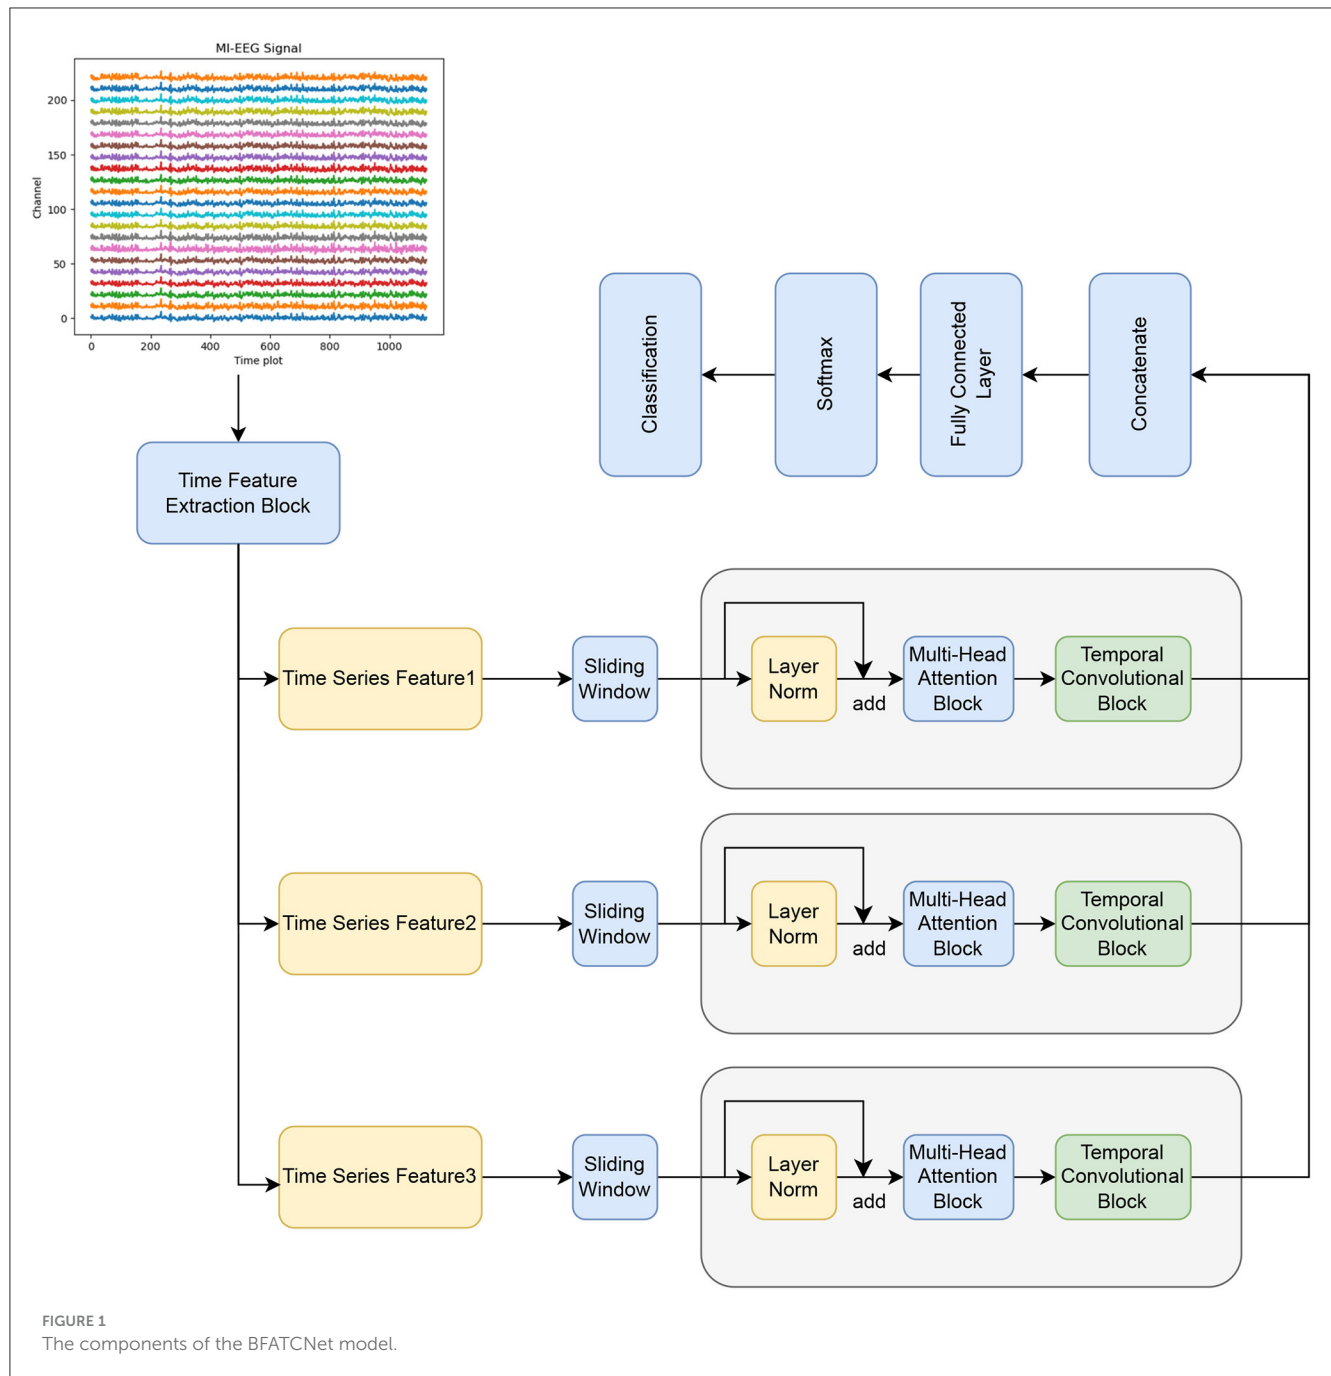 MI-EEG Signal
200
150
100
50
0
Channel
0 200 400 600 800 1000
Time plot
Classification
Softmax
Fully Connected
Layer
Concatenate
Time Feature
Extraction Block
Time Series Feature1
Sliding
Window
Layer
Norm
add
Multi-Head
Attention
Block
Temporal
Convolutional
Block
Time Series Feature2
Sliding
Window
Layer
Norm
add
Multi-Head
Attention
Block
Temporal
Convolutional
Block
Time Series Feature3
Sliding
Window
Layer
Norm
add
Multi-Head
Attention
Block
Temporal
Convolutional
Block
FIGURE 1
The components of the BFATCNet model.